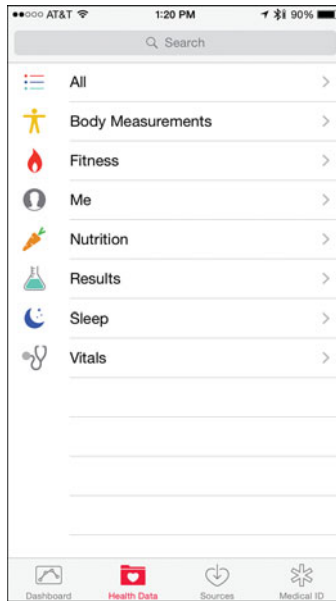 AT&T 1:20 PM 90%
Search
All
Body Measurements
Fitness
Me
Nutrition
Results
Sleep
Vitals
Dashboard Health Data Sources Medical ID